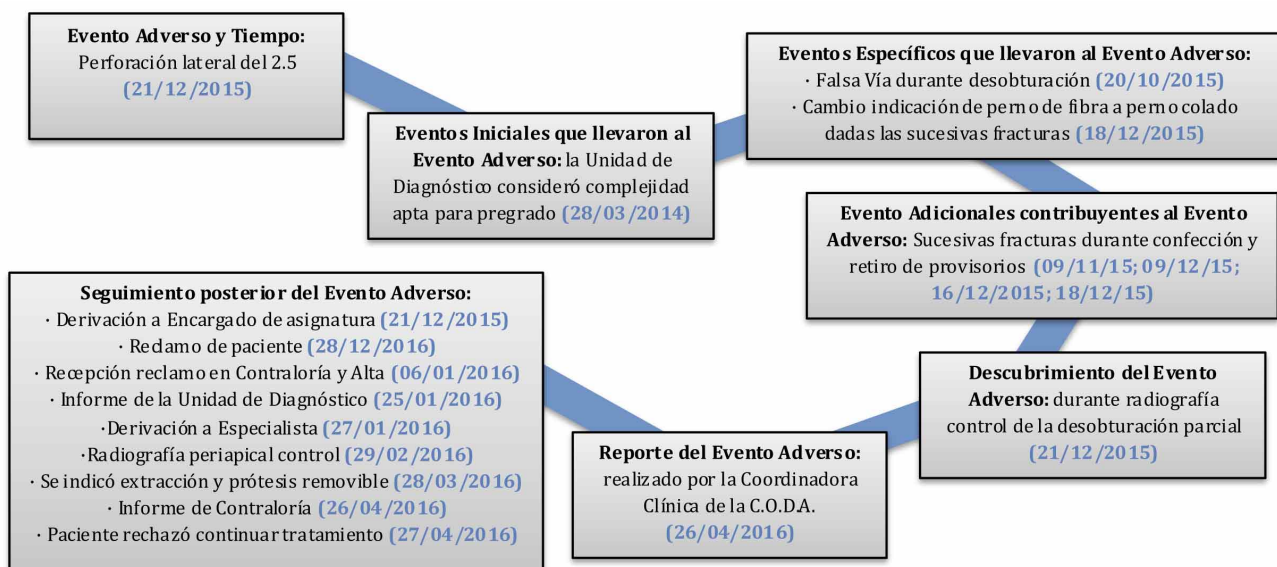 Evento Adverso y Tiempo:
Perforación lateral del 2.5
(21/12/2015)
Eventos Iniciales que llevaron al
Evento Adverso: la Unidad de
Diagnóstico consideró complejidad
apta para pregrado (28/03/2014)
Eventos Específicos que llevaron al Evento Adverso:
· Falsa Vía durante desobturación (20/10/2015)
· Cambio indicación de perno de fibra a perno colado
dadas las sucesivas fracturas (18/12/2015)
Evento Adicionales contribuyentes al Evento
Adverso: Sucesivas fracturas durante confección y
retiro de provisorios (09/11/15; 09/12/15;
16/12/2015; 18/12/15)
Descubrimiento del Evento
Adverso: durante radiografía
control de la desobturación parcial
(21/12/2015)
Reporte del Evento Adverso:
realizado por la Coordinadora
Clínica de la C.O.D.A.
(26/04/2016)
Seguimiento posterior del Evento Adverso:
· Derivación a Encargado de asignatura (21/12/2015)
· Reclamo de paciente (28/12/2016)
· Recepción reclamo en Contraloría y Alta (06/01/2016)
· Informe de la Unidad de Diagnóstico (25/01/2016)
·Derivación a Especialista (27/01/2016)
·Radiografía periapical control (29/02/2016)
· Se indicó extracción y prótesis removible (28/03/2016)
· Informe de Contraloría (26/04/2016)
· Paciente rechazó continuar tratamiento (27/04/2016)